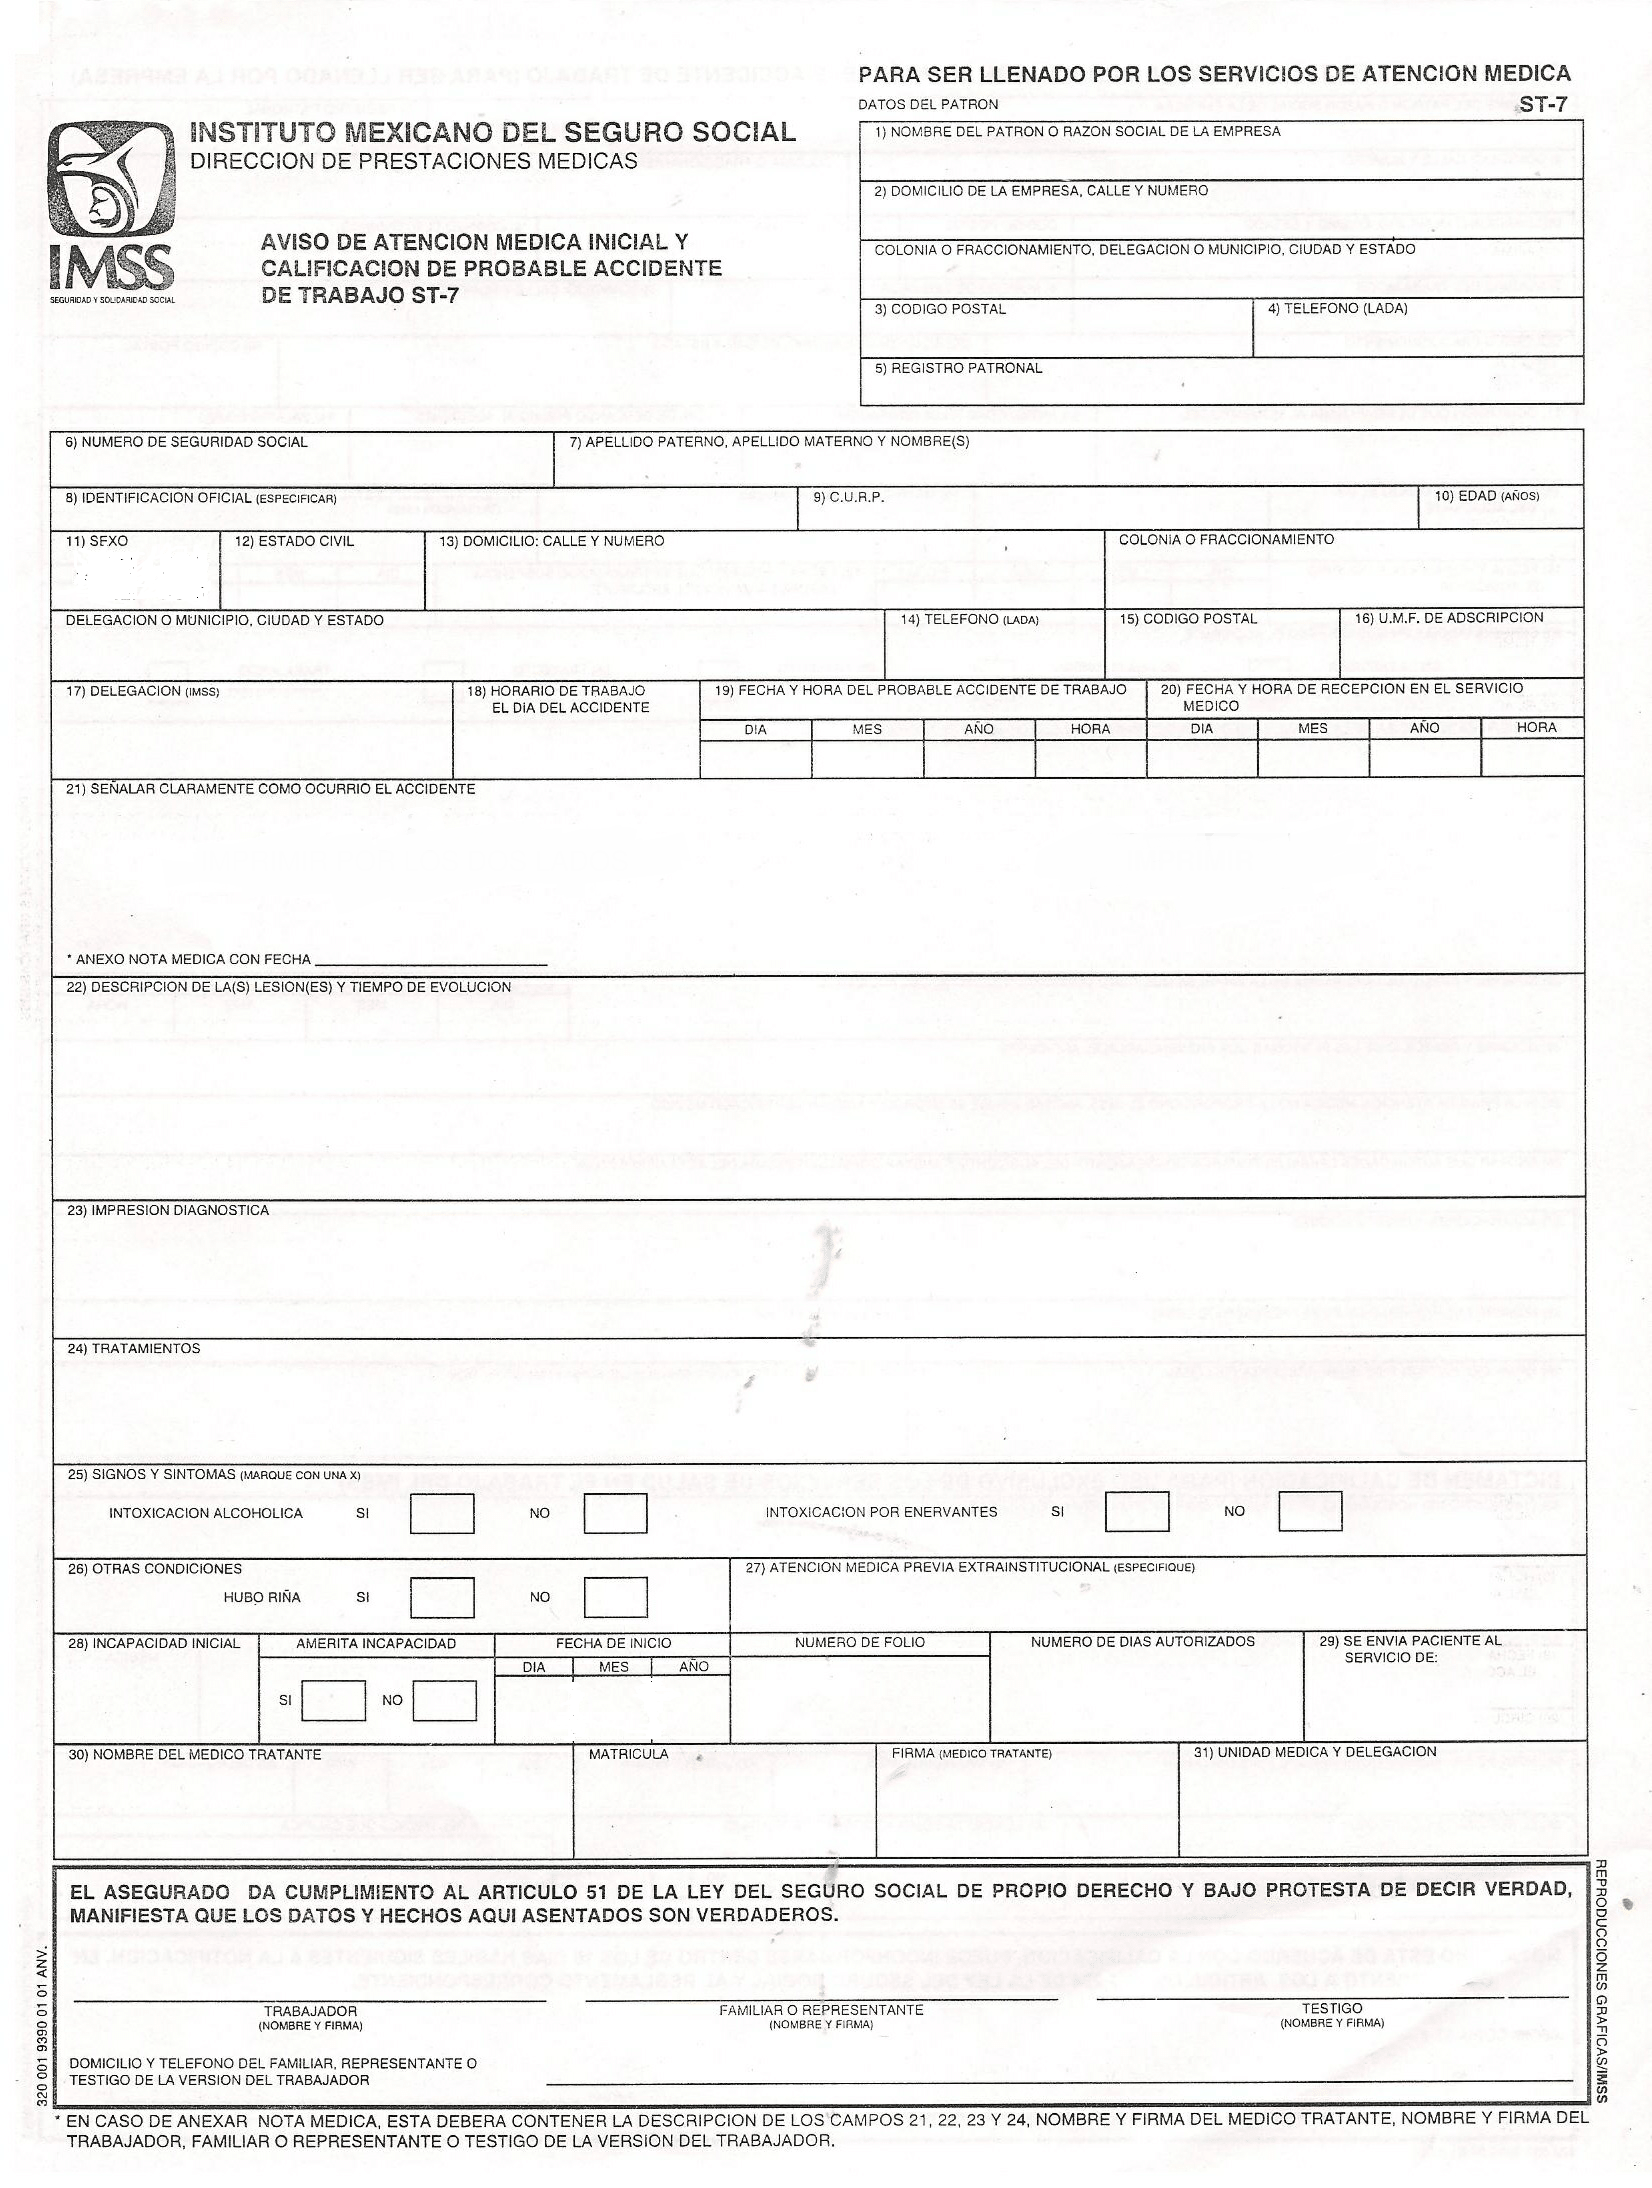 PARA SER LLENADO POR LOS SERVICIOS DE ATENCION MEDICA
DATOS DEL PATRON
ST-7
INSTITUTO MEXICANO DEL SEGURO SOCIAL
DIRECCION DE PRESTACIONES MEDICAS
IMSS
SEGURIDAD Y SOLIDARIDAD SOCIAL
AVISO DE ATENCION MEDICA INICIAL Y
CALIFICACION DE PROBABLE ACCIDENTE
DE TRABAJO ST-7
1) NOMBRE DEL PATRON O RAZON SOCIAL DE LA EMPRESA
2) DOMICILIO DE LA EMPRESA, CALLE Y NUMERO
COLONIA O FRACCIONAMIENTO, DELEGACION O MUNICIPIO, CIUDAD Y ESTADO
3) CODIGO POSTAL
4) TELEFONO (LADA)
5) REGISTRO PATRONAL
6) NUMERO DE SEGURIDAD SOCIAL
7) APELLIDO PATERNO, APELLIDO MATERNO Y NOMBRE(S)
8) IDENTIFICACION OFICIAL (ESPECIFICAR)
9) C.U.R.P.
10) EDAD (AÑOS)
11) SEXO
12) ESTADO CIVIL
13) DOMICILIO: CALLE Y NUMERO
COLONIA O FRACCIONAMIENTO
DELEGACION O MUNICIPIO, CIUDAD Y ESTADO
14) TELEFONO (LADA)
15) CODIGO POSTAL
16) U.M.F. DE ADSCRIPCION
17) DELEGACION (IMSS)
18) HORARIO DE TRABAJO
EL DIA DEL ACCIDENTE
19) FECHA Y HORA DEL PROBABLE ACCIDENTE DE TRABAJO
20) FECHA Y HORA DE RECEPCION EN EL SERVICIO
MEDICO
DIA MES AÑO HORA DIA MES AÑO HORA
21) SEÑALAR CLARAMENTE COMO OCURRIO EL ACCIDENTE
* ANEXO NOTA MEDICA CON FECHA
22) DESCRIPCION DE LA(S) LESION(ES) Y TIEMPO DE EVOLUCION
23) IMPRESION DIAGNOSTICA
24) TRATAMIENTOS
25) SIGNOS Y SINTOMAS (MARQUE CON UNA X)
INTOXICACION ALCOHOLICA SI NO INTOXICACION POR ENERVANTES SI NO
26) OTRAS CONDICIONES
HUBO RIÑA SI NO
27) ATENCION MEDICA PREVIA EXTRAINSTITUCIONAL (ESPECIFIQUE)
28) INCAPACIDAD INICIAL
AMERITA INCAPACIDAD
SI NO
FECHA DE INICIO
DIA MES AÑO
NUMERO DE FOLIO
NUMERO DE DIAS AUTORIZADOS
29) SE ENVIA PACIENTE AL
SERVICIO DE:
30) NOMBRE DEL MEDICO TRATANTE
MATRICULA
FIRMA (MEDICO TRATANTE)
31) UNIDAD MEDICA Y DELEGACION
EL ASEGURADO DA CUMPLIMIENTO AL ARTICULO 51 DE LA LEY DEL SEGURO SOCIAL DE PROPIO DERECHO Y BAJO PROTESTA DE DECIR VERDAD,
MANIFIESTA QUE LOS DATOS Y HECHOS AQUI ASENTADOS SON VERDADEROS.
TRABAJADOR
(NOMBRE Y FIRMA)
FAMILIAR O REPRESENTANTE
(NOMBRE Y FIRMA)
TESTIGO
(NOMBRE Y FIRMA)
DOMICILIO Y TELEFONO DEL FAMILIAR, REPRESENTANTE O
TESTIGO DE LA VERSION DEL TRABAJADOR
* EN CASO DE ANEXAR NOTA MEDICA, ESTA DEBERA CONTENER LA DESCRIPCION DE LOS CAMPOS 21, 22, 23 Y 24, NOMBRE Y FIRMA DEL MEDICO TRATANTE, NOMBRE Y FIRMA DEL
TRABAJADOR, FAMILIAR O REPRESENTANTE O TESTIGO DE LA VERSION DEL TRABAJADOR.
320 001 9390 01 01 ANV.
REPRODUCCIONES GRAFICAS/IMSS